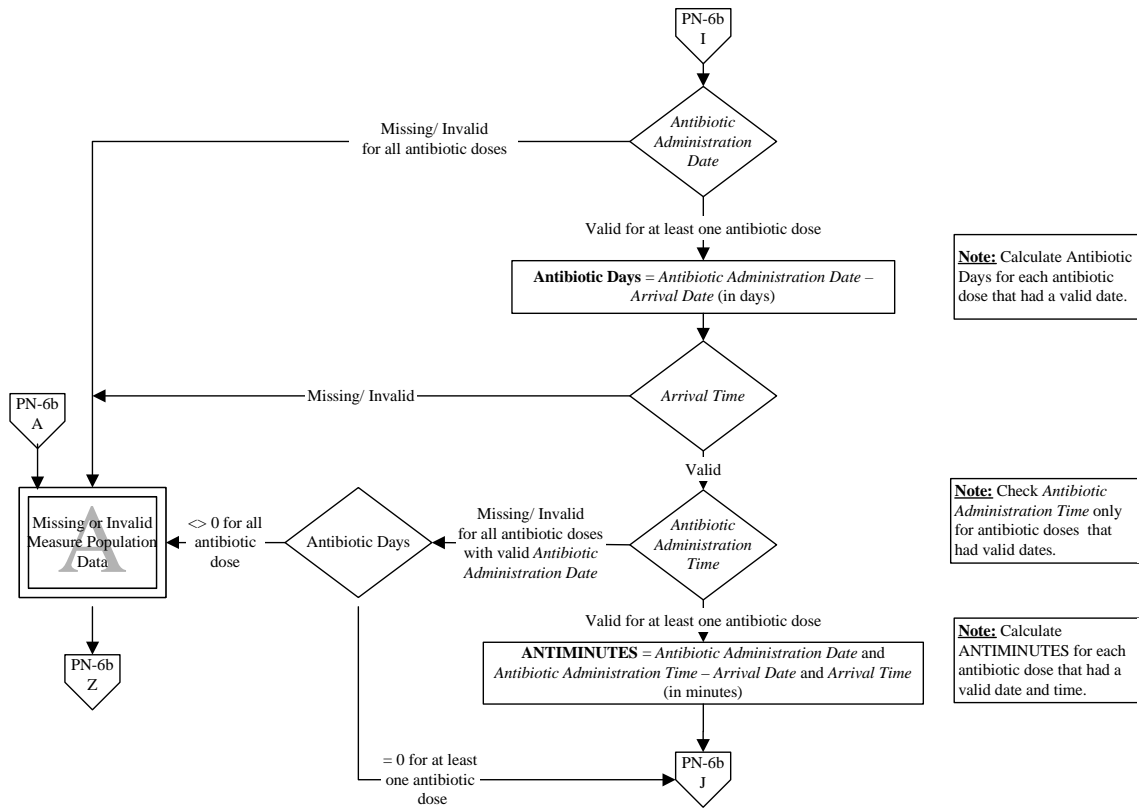 PN-6b
I
Antibiotic
Administration
Date
Missing/ Invalid
for all antibiotic doses
Valid for at least one antibiotic dose
Antibiotic Days = Antibiotic Administration Date –
Arrival Date (in days)
Note: Calculate Antibiotic
Days for each antibiotic
dose that had a valid date.
Arrival Time
Missing/ Invalid
PN-6b
A
Valid
Antibiotic
Administration
Time
Missing/ Invalid
for all antibiotic doses
with valid Antibiotic
Administration Date
Antibiotic Days
<> 0 for all
antibiotic
dose
A
Missing or Invalid
Measure Population
Data
Note: Check Antibiotic
Administration Time only
for antibiotic doses that
had valid dates.
Valid for at least one antibiotic dose
ANTIMINUTES = Antibiotic Administration Date and
Antibiotic Administration Time – Arrival Date and Arrival Time
(in minutes)
Note: Calculate
ANTIMINUTES for each
antibiotic dose that had a
valid date and time.
PN-6b
Z
= 0 for at least
one antibiotic
dose
PN-6b
J